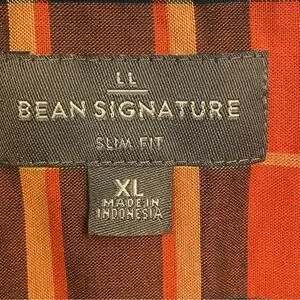 LL
BEAN SIGNATURE
SLIM FIT
XL
MADE IN
INDONESIA